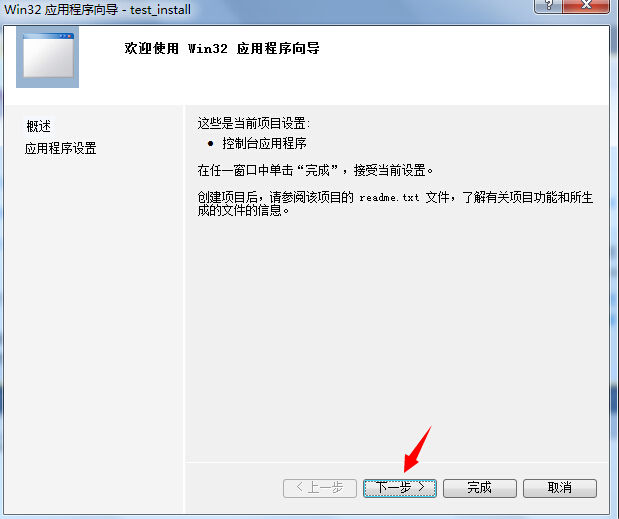 Win32 应用程序向导 - test_install
欢迎使用 Win32 应用程序向导
概述
应用程序设置
这些是当前项目设置:
• 控制台应用程序
在任一窗口中单击“完成”，接受当前设置。
创建项目后，请参阅该项目的 readme.txt 文件，了解有关项目功能和所生
成的文件的信息。
< 上一步
下一步 >
完成
取消